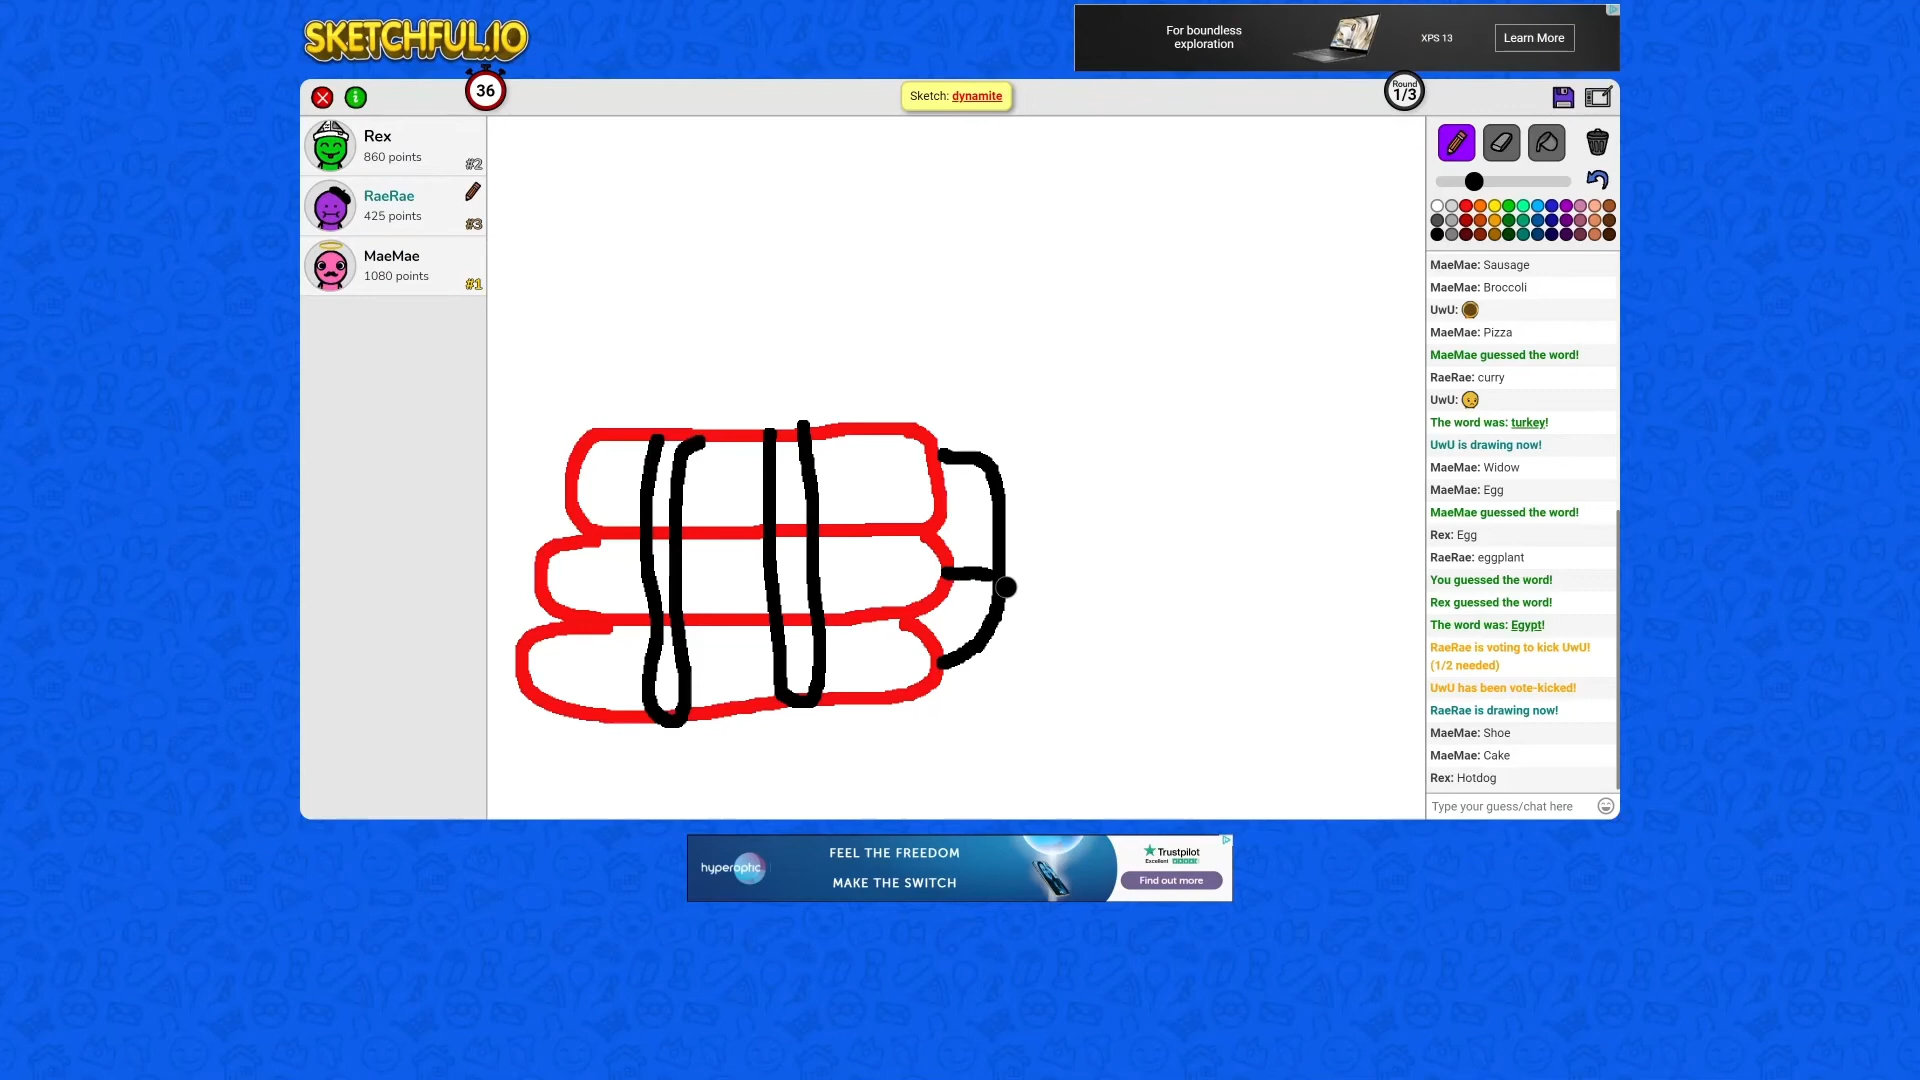 SKETCHFUL.IO
For boundless
exploration
XPS 13
Learn More
36
Sketch: dynamite
Round
1/3
Rex
860 points
#2
RaeRae
425 points
#3
MaeMae
1080 points
#1
MaeMae: Sausage
MaeMae: Broccoli
UwU:
MaeMae: Pizza
MaeMae guessed the word!
RaeRae: curry
UwU:
The word was: turkey!
UwU is drawing now!
MaeMae: Widow
MaeMae: Egg
MaeMae guessed the word!
Rex: Egg
RaeRae: eggplant
You guessed the word!
Rex guessed the word!
The word was: Egypt!
RaeRae is voting to kick UwU!
(1/2 needed)
UwU has been vote-kicked!
RaeRae is drawing now!
MaeMae: Shoe
MaeMae: Cake
Rex: Hotdog
Type your guess/chat here
hyperoptic
FEEL THE FREEDOM
MAKE THE SWITCH
Trustpilot
Excellent
Find out more